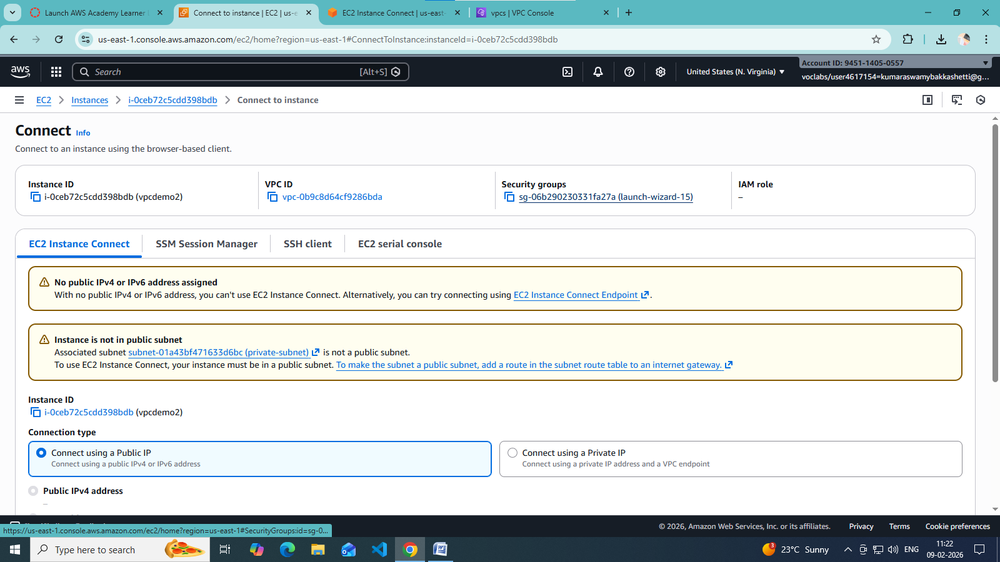 Launch AWS Academy Learner L
Connect to instance | EC2 | us-e
EC2 Instance Connect | us-east-
vpcs | VPC Console
us-east-1.console.aws.amazon.com/ec2/home?region=us-east-1#ConnectToInstance:instanceId=i-0ceb72c5cdd398bdb
aws
Search
[Alt+S]
United States (N. Virginia)
Account ID: 9451-1405-0557
voclabs/user4617154=kumaraswamybakkashetti@g...
EC2
Instances
i-0ceb72c5cdd398bdb
Connect to instance
Connect Info
Connect to an instance using the browser-based client.
Instance ID
i-0ceb72c5cdd398bdb (vpcdemo2)
VPC ID
vpc-0b9c8d64cf9286bda
Security groups
sg-06b290230331fa27a (launch-wizard-15)
IAM role
–
EC2 Instance Connect
SSM Session Manager
SSH client
EC2 serial console
No public IPv4 or IPv6 address assigned
With no public IPv4 or IPv6 address, you can't use EC2 Instance Connect. Alternatively, you can try connecting using EC2 Instance Connect Endpoint .
Instance is not in public subnet
Associated subnet subnet-01a43bf471633d6bc (private-subnet) is not a public subnet.
To use EC2 Instance Connect, your instance must be in a public subnet. To make the subnet a public subnet, add a route in the subnet route table to an internet gateway.
Instance ID
i-0ceb72c5cdd398bdb (vpcdemo2)
Connection type
Connect using a Public IP
Connect using a public IPv4 or IPv6 address
Connect using a Private IP
Connect using a private IP address and a VPC endpoint
Public IPv4 address
–
https://us-east-1.console.aws.amazon.com/ec2/home?region=us-east-1#SecurityGroups:id=sg-0...
© 2026, Amazon Web Services, Inc. or its affiliates.
Privacy
Terms
Cookie preferences
Type here to search
3
23°C Sunny
ENG
11:22
09-02-2026